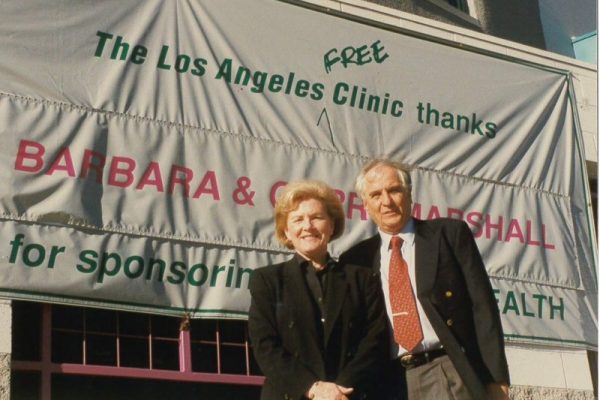 FREE
The Los Angeles ^ Clinic thanks
BARBARA & MARSHALL
for sponsorin EALTH